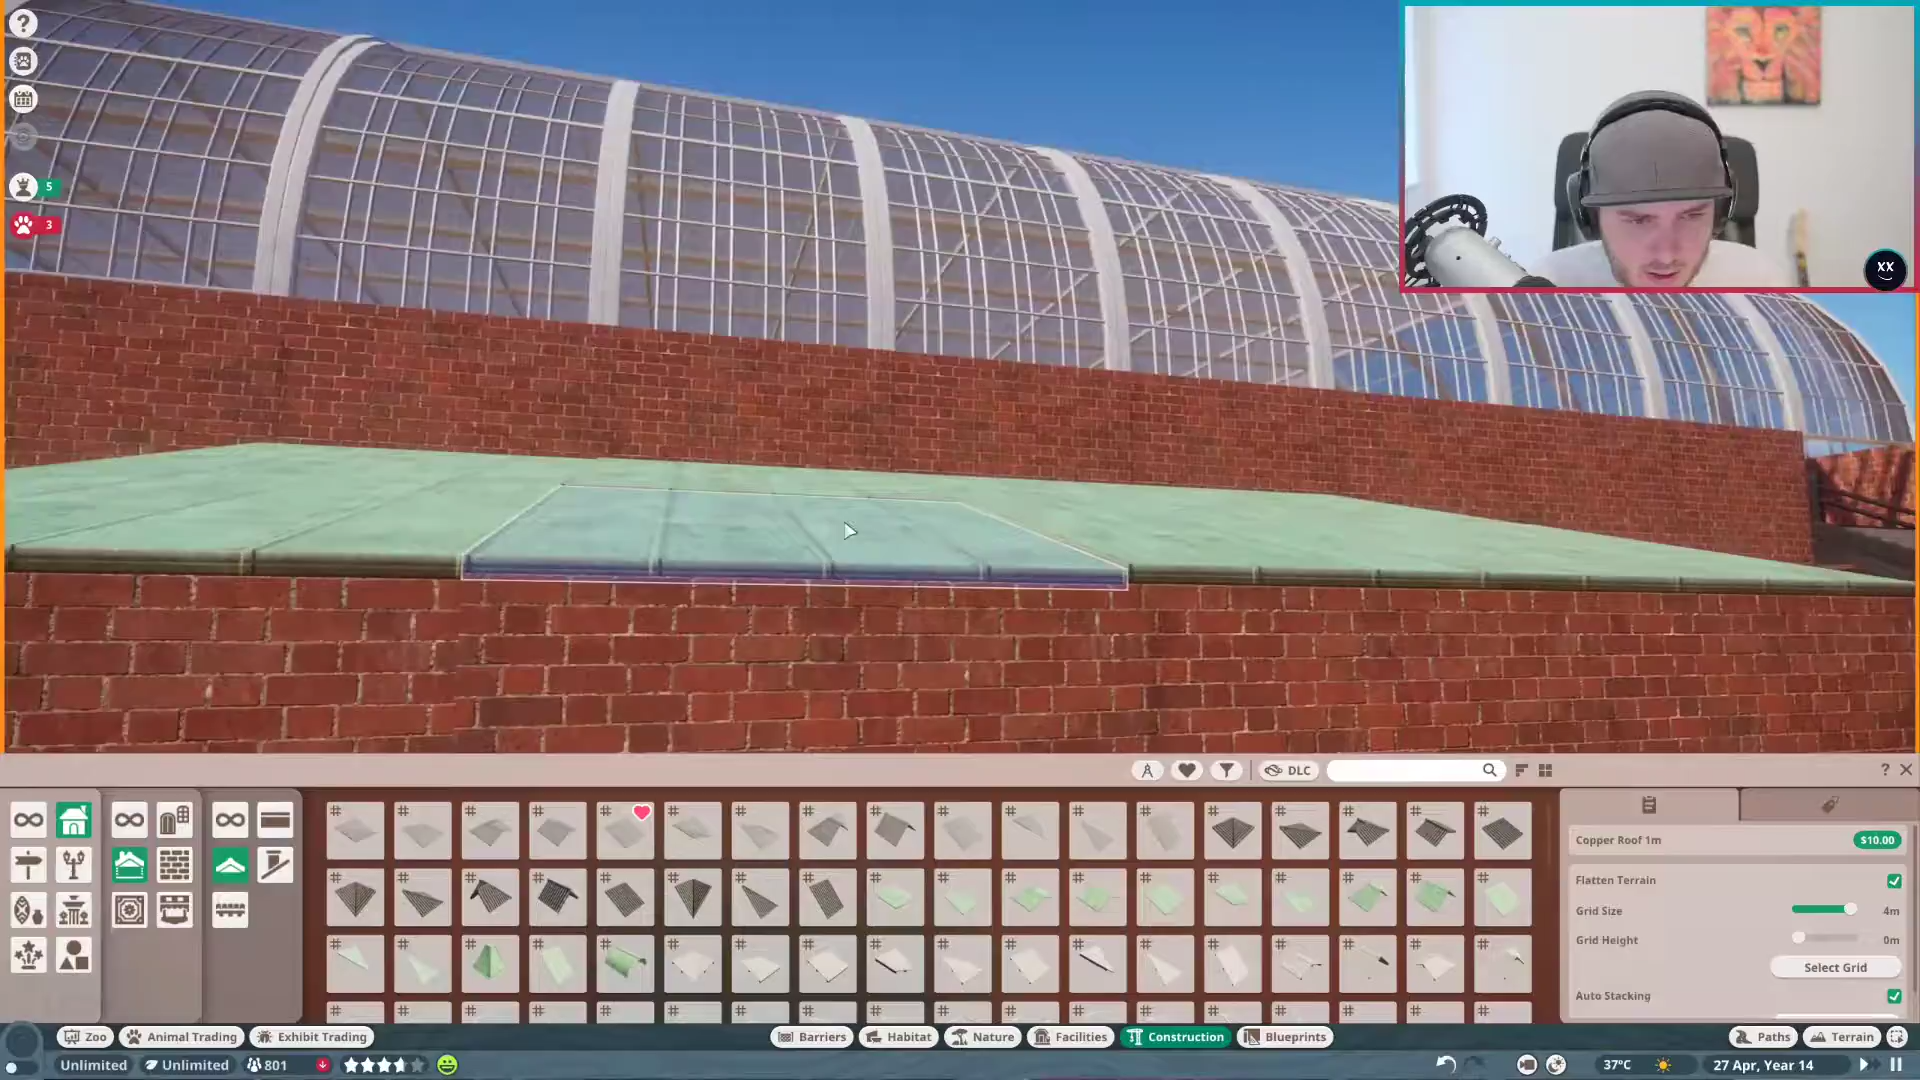 ?
5
3
XX
DLC
?
Copper Roof 1m
$10.00
Flatten Terrain
Grid Size
4m
Grid Height
0m
Select Grid
Auto Stacking
Zoo
Animal Trading
Exhibit Trading
Barriers
Habitat
Nature
Facilities
Construction
Blueprints
Paths
Terrain
Unlimited
Unlimited
801
37°C
27 Apr, Year 14